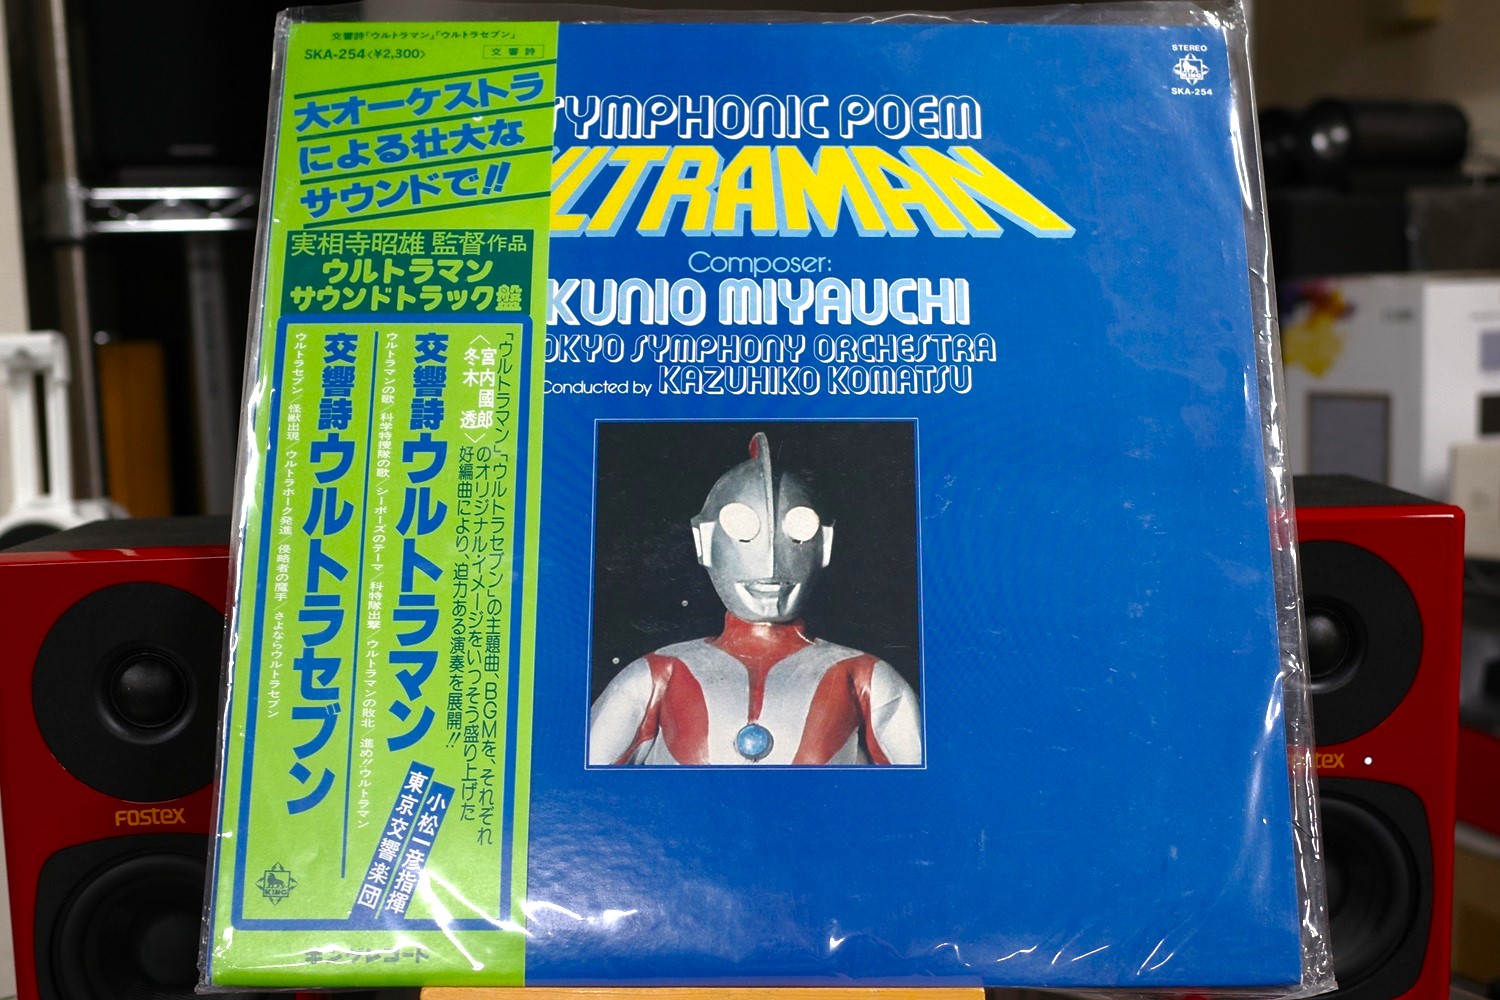 交響詩「ウルトラマン」「ウルトラセブン」
SKA-254〈¥2,300〉
交響詩
大オーケストラ
による壮大な
サウンドで!!
実相寺昭雄 監督作品
ウルトラマン
サウンドトラック盤
「ウルトラマン」「ウルトラセブン」の主題曲、BGMを、それぞれ
〈宮内國郎
冬木 透〉
のオリジナル・イメージをいっそう盛り上げた
好編曲により、迫力ある演奏を展開!!
交響詩ウルトラマン
ウルトラマンの歌/科学特捜隊の歌/シーボーズのテーマ/科特隊出撃/ウルトラマンの敗北/進め!!ウルトラマン
交響詩ウルトラセブン
ウルトラセブン/怪獣出現/ウルトラホーク発進/侵略者の魔手/さよならウルトラセブン
小松一彦指揮
東京交響楽団
KING
キングレコード
STEREO
KING
SKA-254
SYMPHONIC POEM
ULTRAMAN
Composer:
KUNIO MIYAUCHI
OKYO SYMPHONY ORCHESTRA
Conducted by KAZUHIKO KOMATSU
Fostex
tex